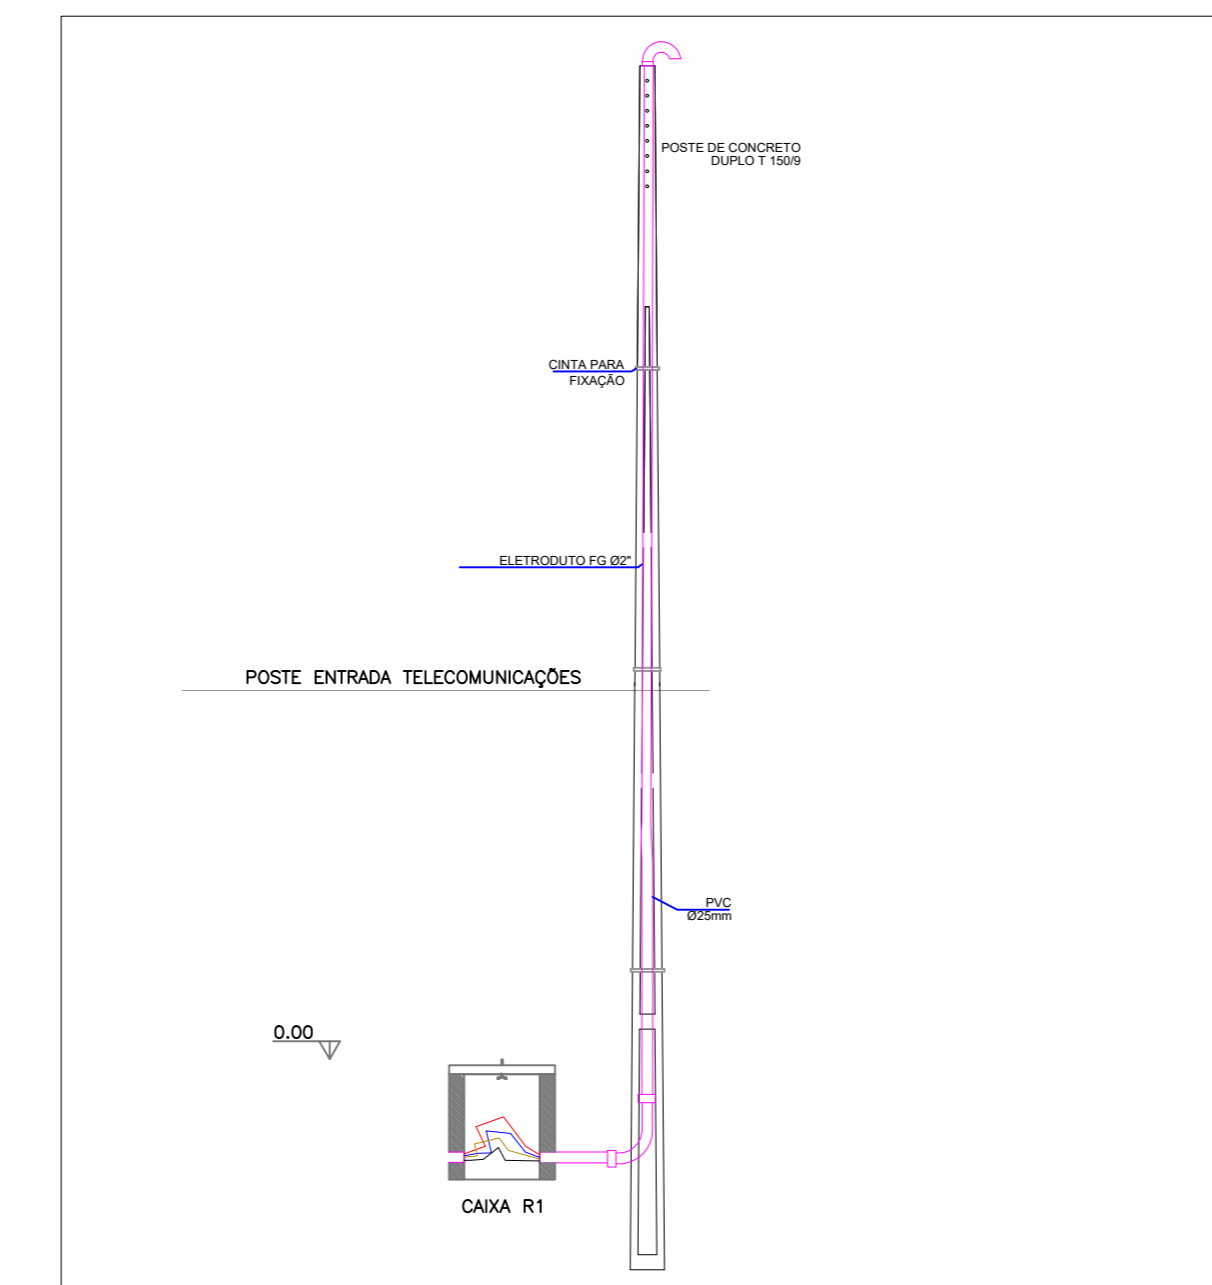 POSTE DE CONCRETO
DUPLO T 150/9
CINTA PARA
FIXAÇÃO
ELETRODUTO FG Ø2"
POSTE ENTRADA TELECOMUNICAÇÕES
PVC
Ø25mm
0.00
CAIXA R1